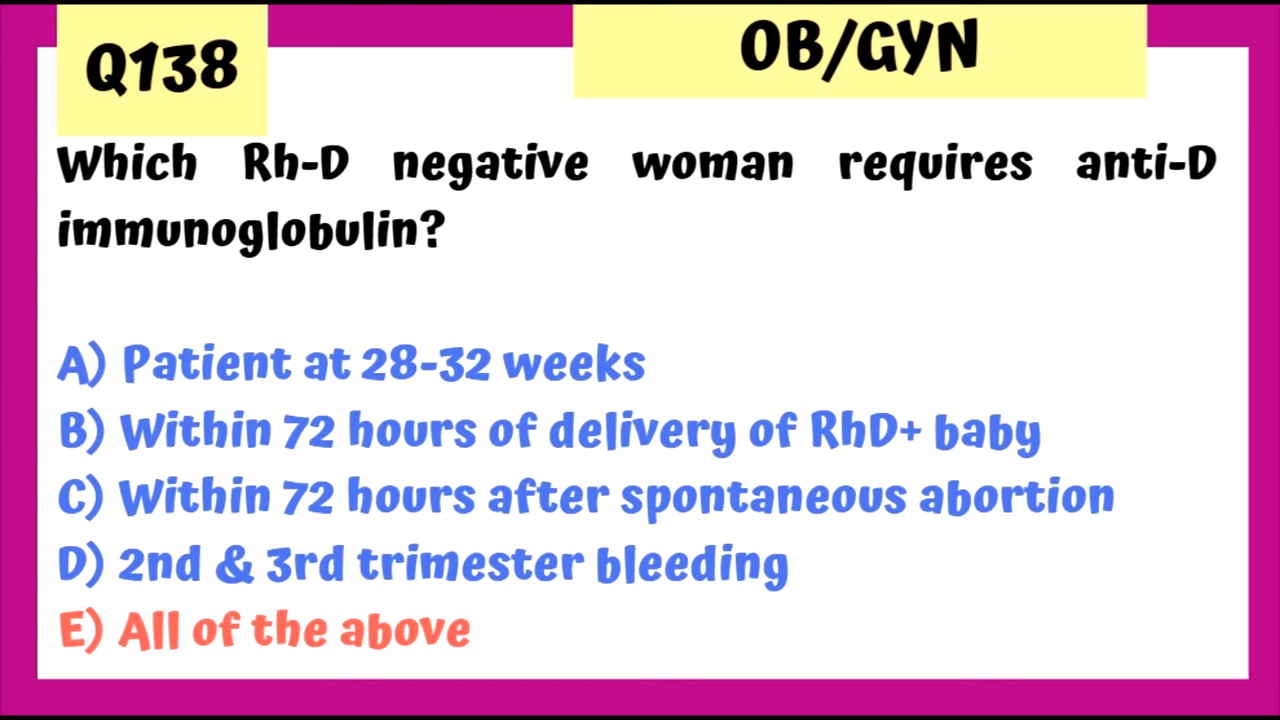 Q138
OB/GYN
Which Rh-D negative woman requires anti-D
immunoglobulin?
A) Patient at 28-32 weeks
B) Within 72 hours of delivery of RhD+ baby
C) Within 72 hours after spontaneous abortion
D) 2nd & 3rd trimester bleeding
E) All of the above